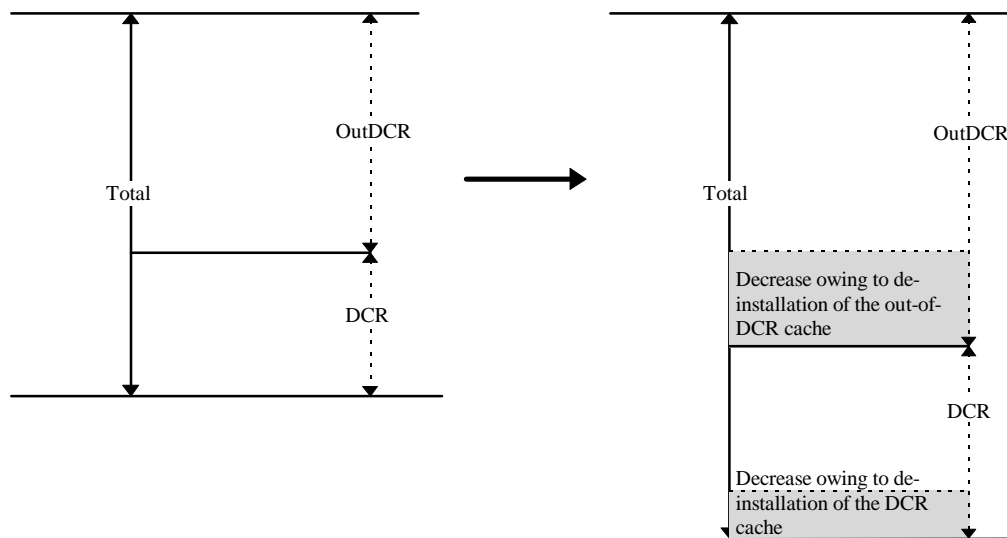 OutDCR
Total
DCR
OutDCR
Total
Decrease owing to de-
installation of the out-of-
DCR cache
DCR
Decrease owing to de-
installation of the DCR
cache